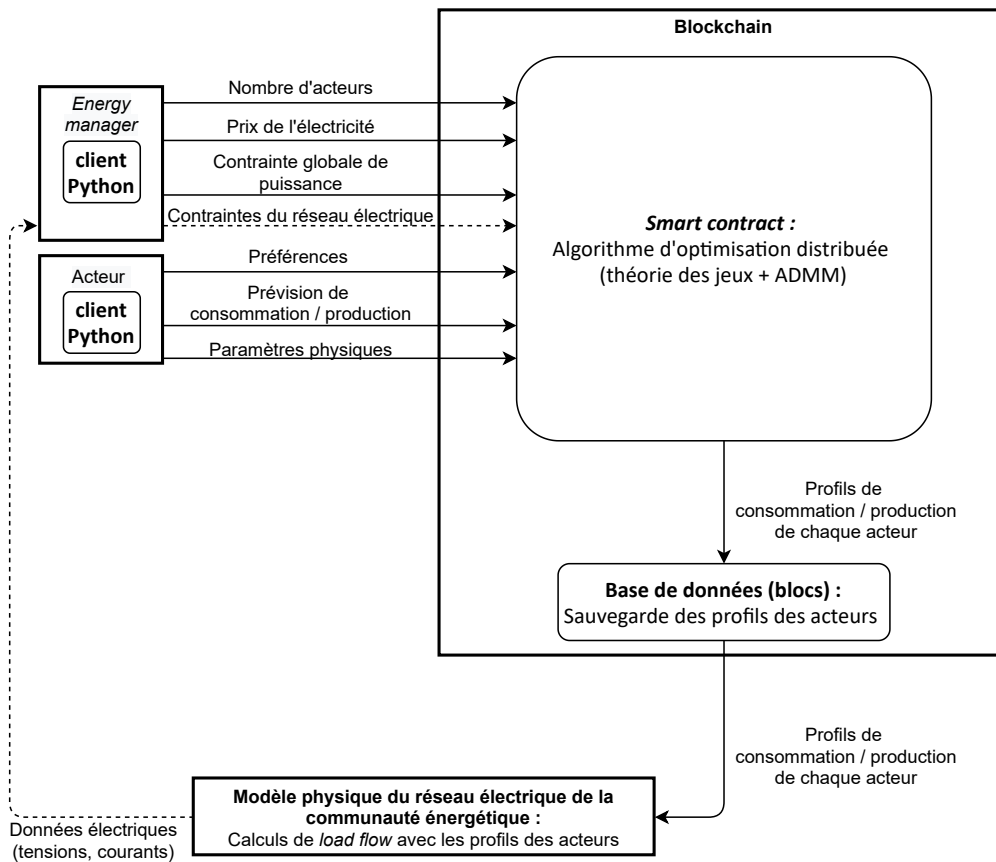 Blockchain
Energy
manager
client
Python
Nombre d'acteurs
Prix de l'électricité
Contrainte globale de
puissance
Contraintes du réseau électrique
Acteur
client
Python
Préférences
Prévision de
consommation / production
Paramètres physiques
Smart contract :
Algorithme d'optimisation distribuée
(théorie des jeux + ADMM)
Profils de
consommation / production
de chaque acteur
Base de données (blocs) :
Sauvegarde des profils des acteurs
Profils de
consommation / production
de chaque acteur
Modèle physique du réseau électrique de la
communauté énergétique :
Calculs de load flow avec les profils des acteurs
Données électriques
(tensions, courants)